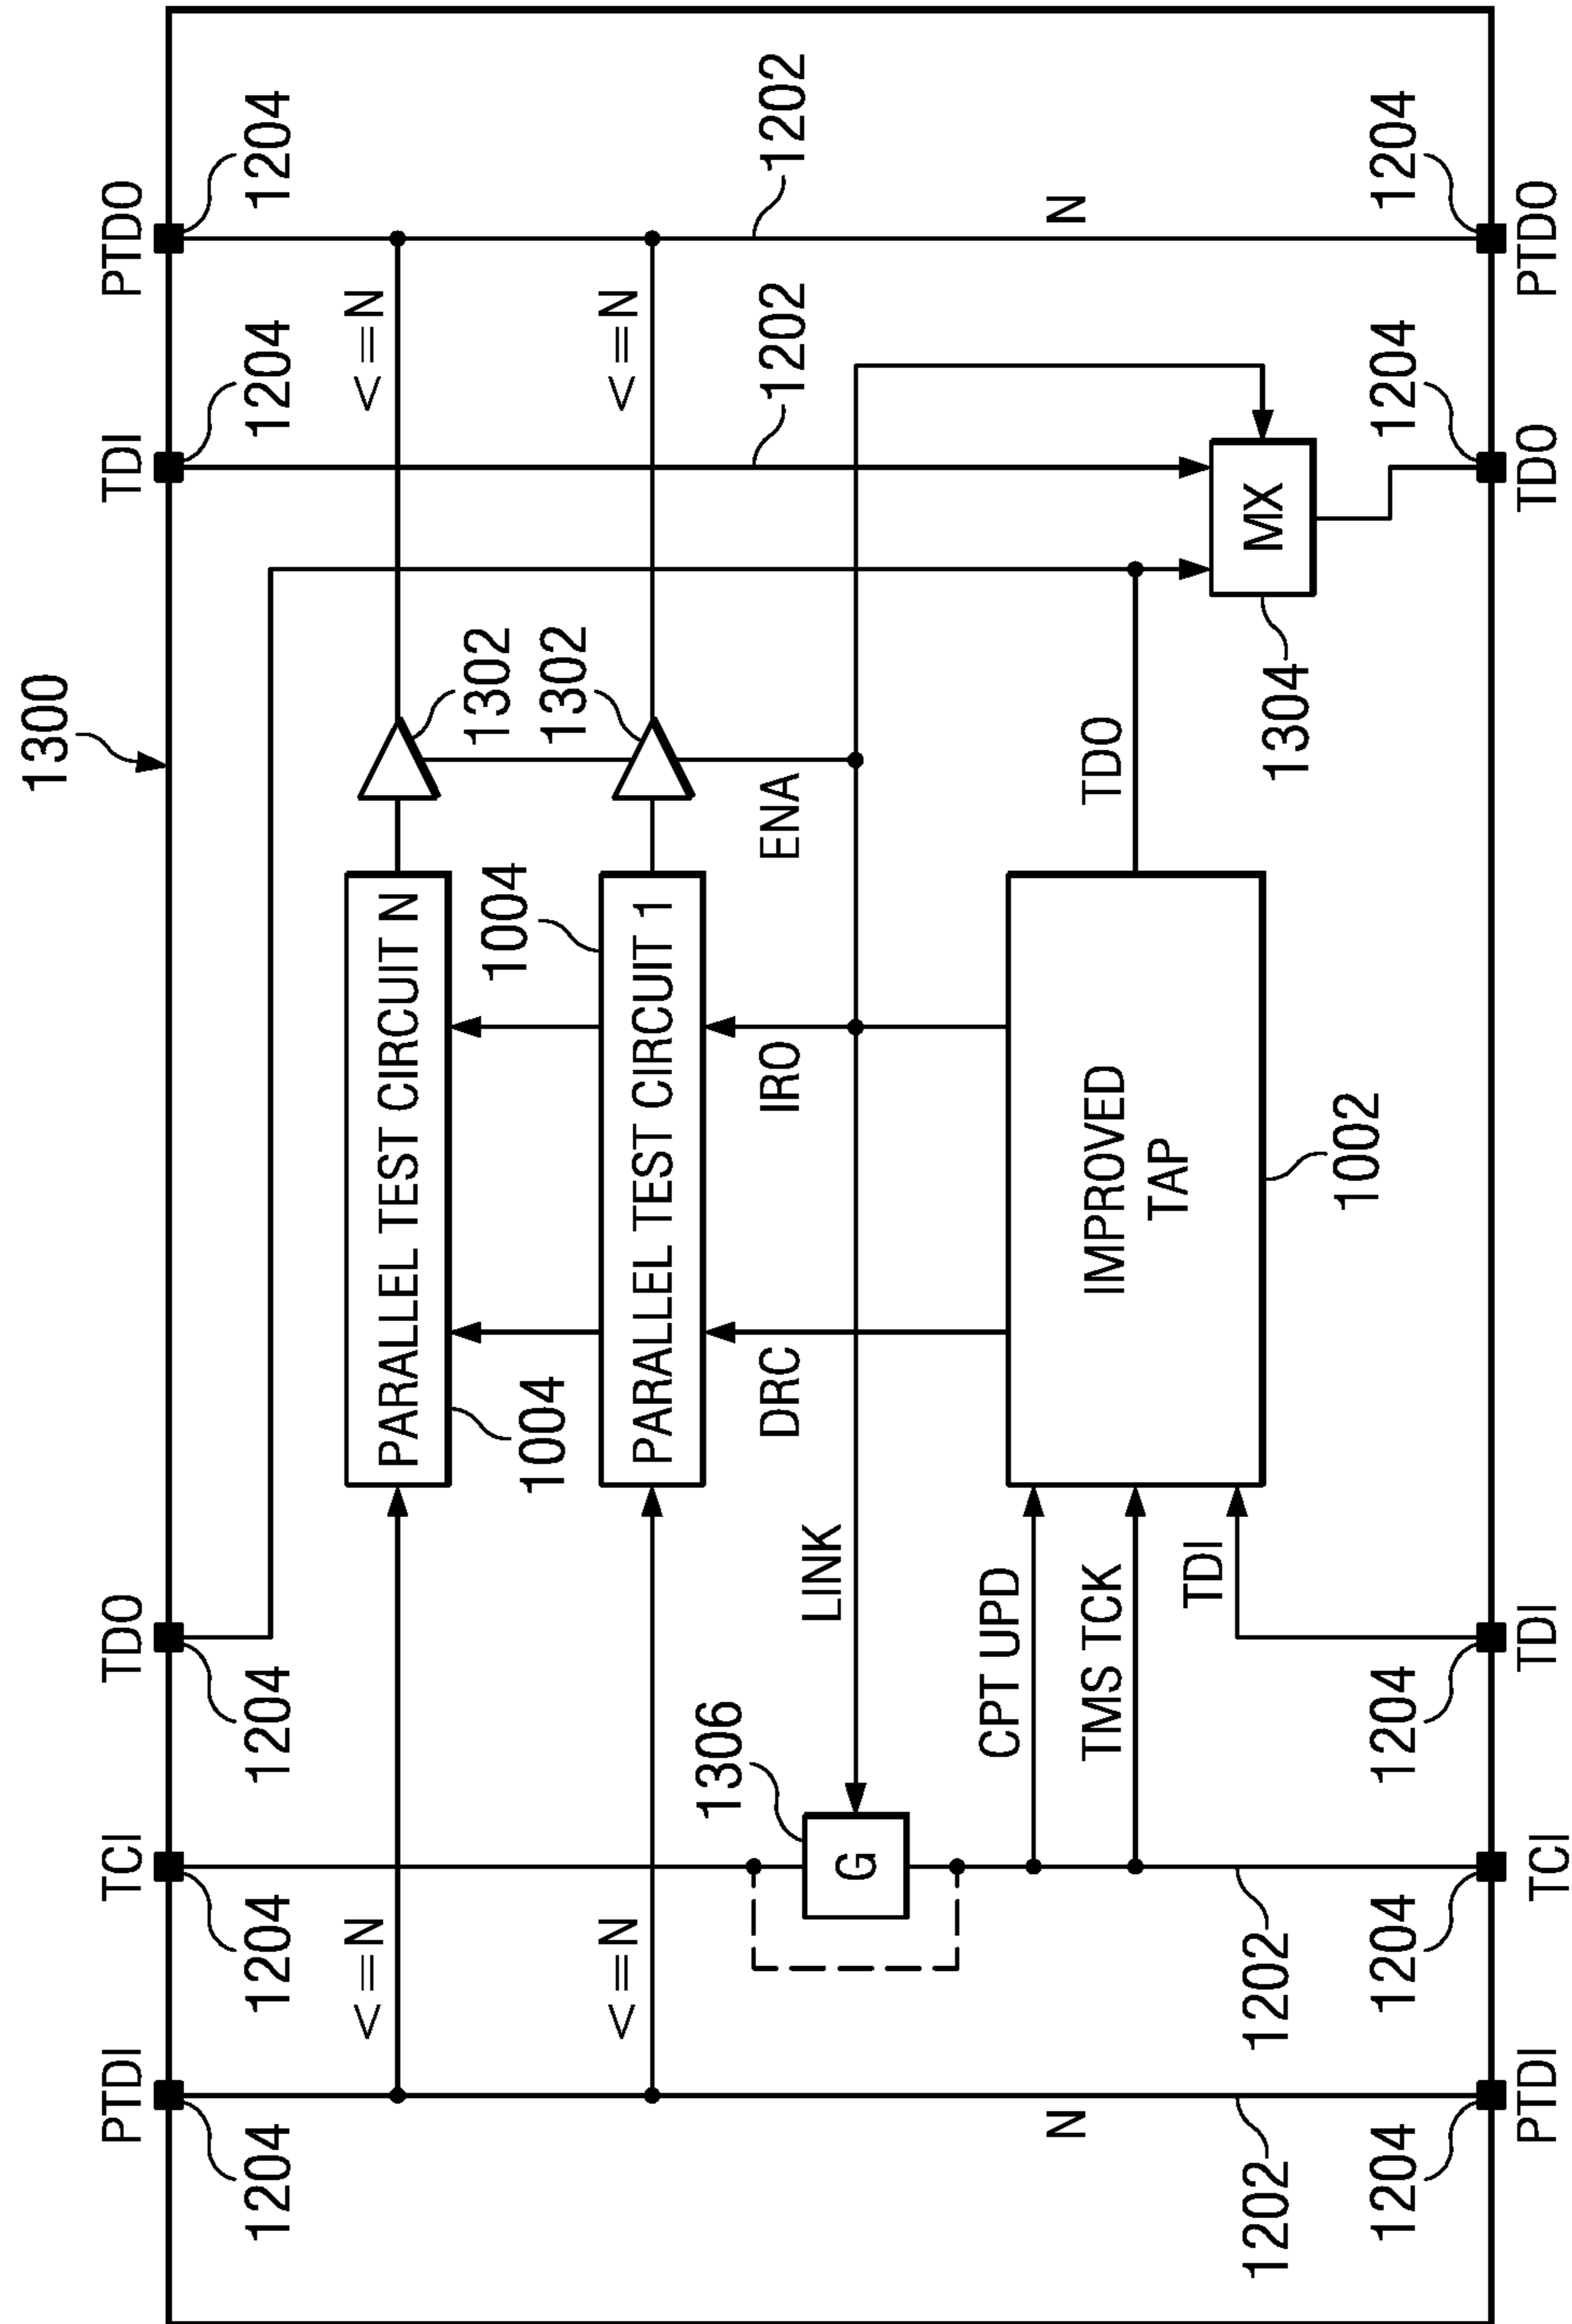 1300
PTDI
TCI
TDO
TDI
PTDO
1204
1204
1204
1204
1204
<=N
PARALLEL TEST CIRCUIT N
<=N
1302
1004
1004
1302
<=N
PARALLEL TEST CIRCUIT 1
<=N
1306
LINK
DRC
IRO
ENA
1202
1202
G
CPT UPD
TMS TCK
TDI
IMPROVED
TAP
TDO
N
N
1304
MX
1202
1202
1002
1204
1204
1204
1204
1204
PTDI
TCI
TDI
TDO
PTDO